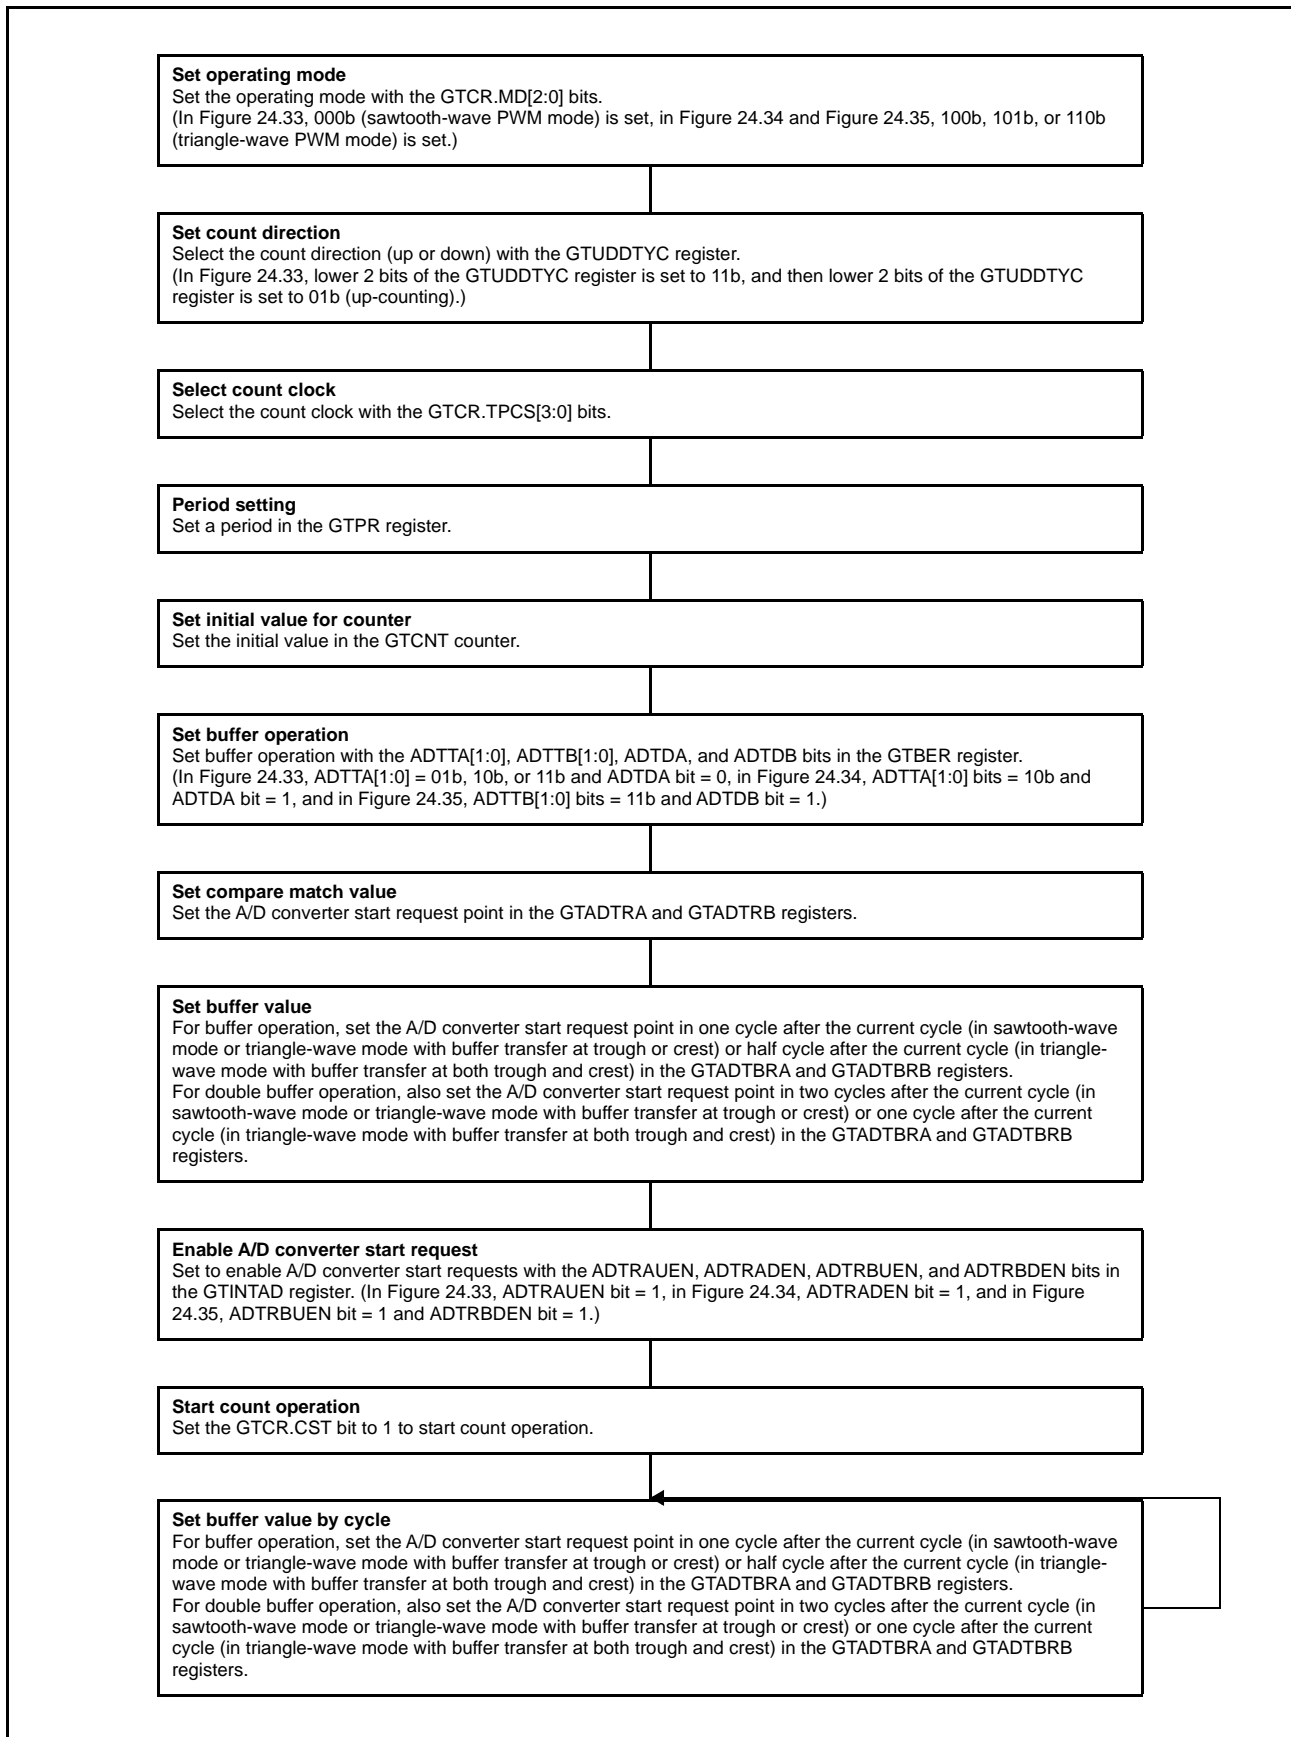 Set operating mode
Set the operating mode with the GTCR.MD[2:0] bits.
(In Figure 24.33, 000b (sawtooth-wave PWM mode) is set, in Figure 24.34 and Figure 24.35, 100b, 101b, or 110b
(triangle-wave PWM mode) is set.)
Set count direction
Select the count direction (up or down) with the GTUDDTYC register.
(In Figure 24.33, lower 2 bits of the GTUDDTYC register is set to 11b, and then lower 2 bits of the GTUDDTYC
register is set to 01b (up-counting).)
Select count clock
Select the count clock with the GTCR.TPCS[3:0] bits.
Period setting
Set a period in the GTPR register.
Set initial value for counter
Set the initial value in the GTCNT counter.
Set buffer operation
Set buffer operation with the ADTTA[1:0], ADTTB[1:0], ADTDA, and ADTDB bits in the GTBER register.
(In Figure 24.33, ADTTA[1:0] = 01b, 10b, or 11b and ADTDA bit = 0, in Figure 24.34, ADTTA[1:0] bits = 10b and
ADTDA bit = 1, and in Figure 24.35, ADTTB[1:0] bits = 11b and ADTDB bit = 1.)
Set compare match value
Set the A/D converter start request point in the GTADTRA and GTADTRB registers.
Set buffer value
For buffer operation, set the A/D converter start request point in one cycle after the current cycle (in sawtooth-wave
mode or triangle-wave mode with buffer transfer at trough or crest) or half cycle after the current cycle (in triangle-
wave mode with buffer transfer at both trough and crest) in the GTADTBRA and GTADTBRB registers.
For double buffer operation, also set the A/D converter start request point in two cycles after the current cycle (in
sawtooth-wave mode or triangle-wave mode with buffer transfer at trough or crest) or one cycle after the current
cycle (in triangle-wave mode with buffer transfer at both trough and crest) in the GTADTBRA and GTADTBRB
registers.
Enable A/D converter start request
Set to enable A/D converter start requests with the ADTRAUEN, ADTRADEN, ADTRBUEN, and ADTRBDEN bits in
the GTINTAD register. (In Figure 24.33, ADTRAUEN bit = 1, in Figure 24.34, ADTRADEN bit = 1, and in Figure
24.35, ADTRBUEN bit = 1 and ADTRBDEN bit = 1.)
Start count operation
Set the GTCR.CST bit to 1 to start count operation.
Set buffer value by cycle
For buffer operation, set the A/D converter start request point in one cycle after the current cycle (in sawtooth-wave
mode or triangle-wave mode with buffer transfer at trough or crest) or half cycle after the current cycle (in triangle-
wave mode with buffer transfer at both trough and crest) in the GTADTBRA and GTADTBRB registers.
For double buffer operation, also set the A/D converter start request point in two cycles after the current cycle (in
sawtooth-wave mode or triangle-wave mode with buffer transfer at trough or crest) or one cycle after the current
cycle (in triangle-wave mode with buffer transfer at both trough and crest) in the GTADTBRA and GTADTBRB
registers.